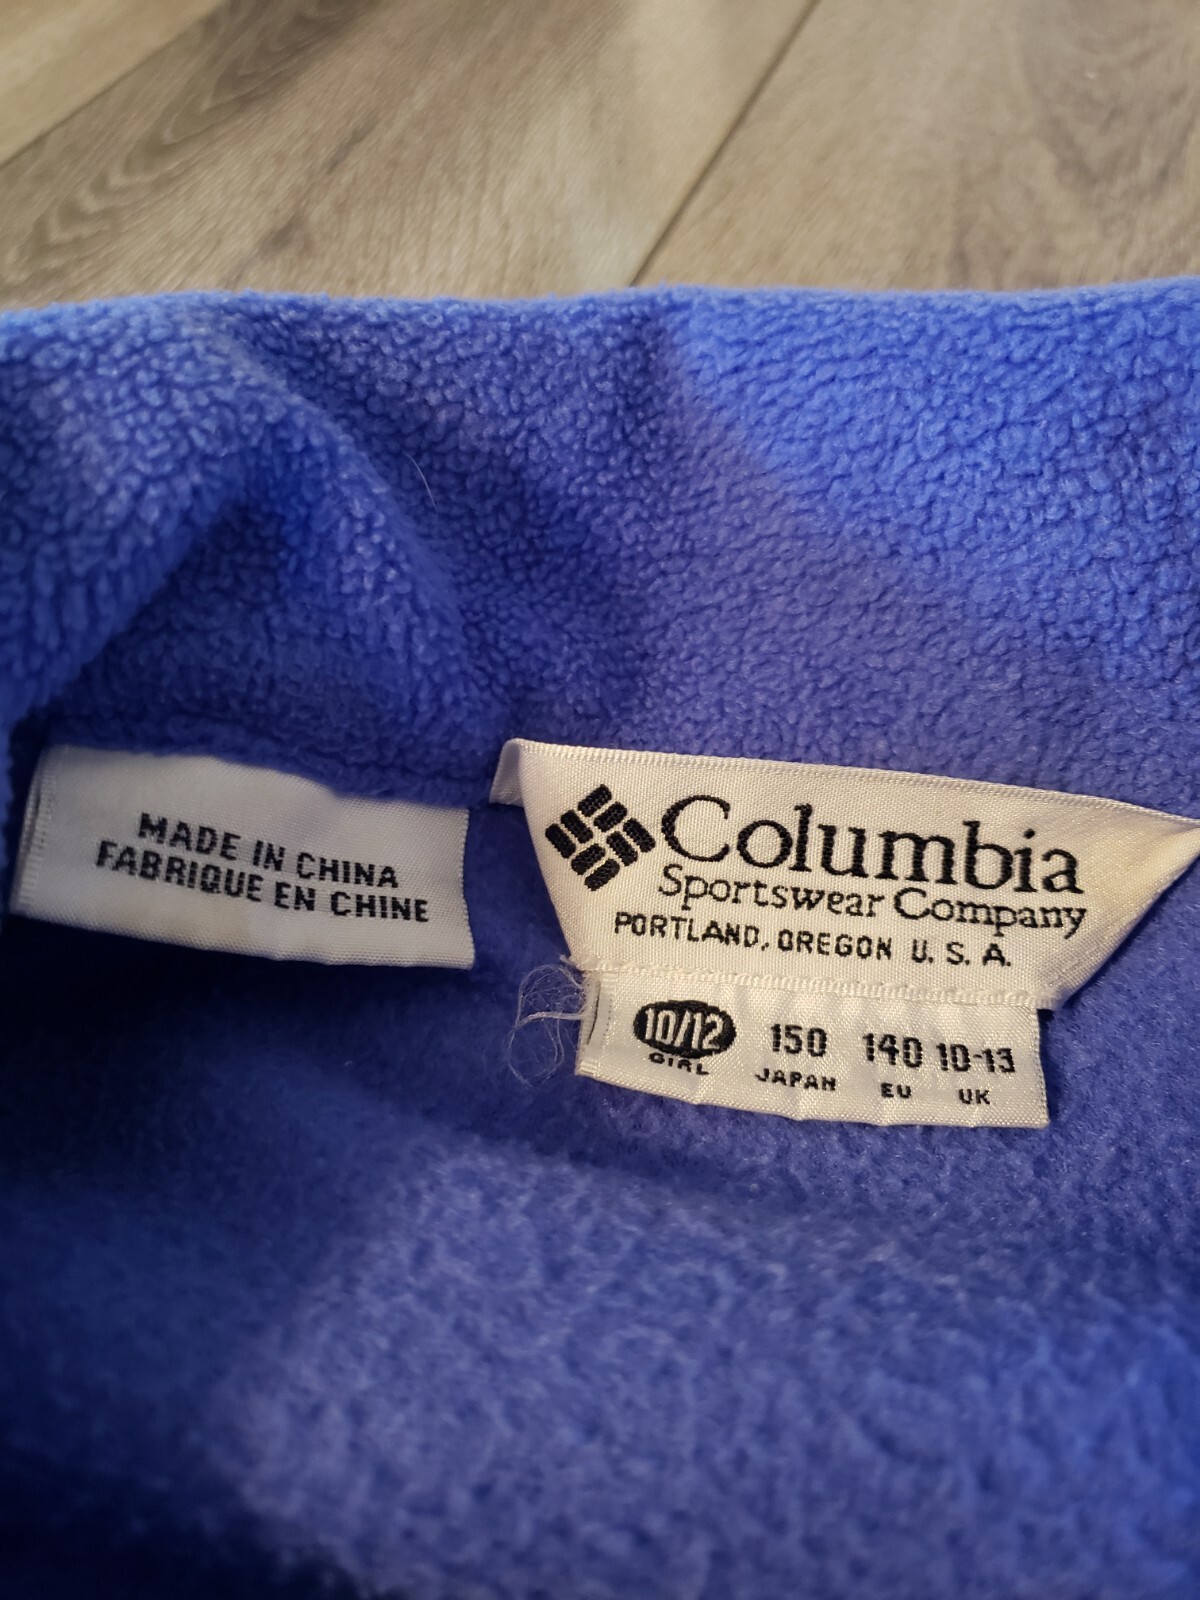 MADE IN CHINA
FABRIQUE EN CHINE
Columbia
Sportswear Company
PORTLAND, OREGON U. S. A.
10/12 150 140 10-13
GIRL JAPAN EU UK